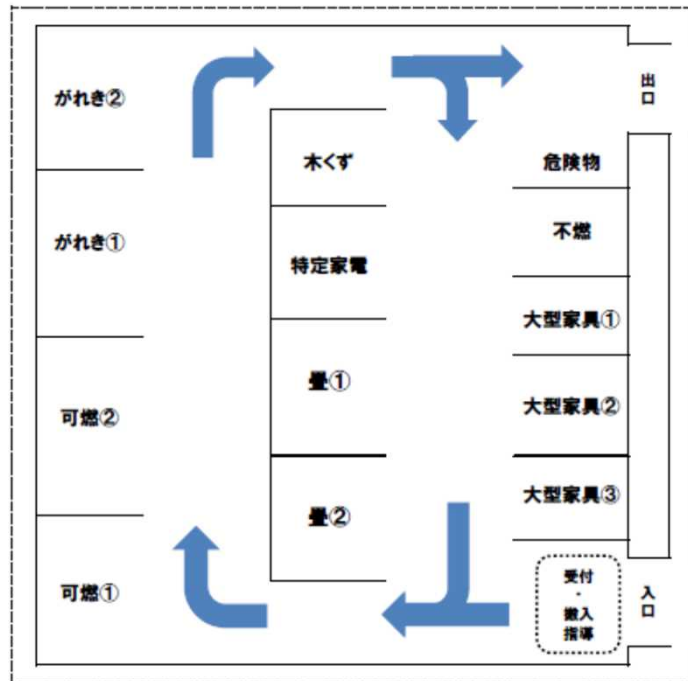 がれき②
がれき①
可燃②
可燃①
木くず
特定家電
畳①
畳②
出口
危険物
不燃
大型家具①
大型家具②
大型家具③
受付
・
搬入
指導
入口